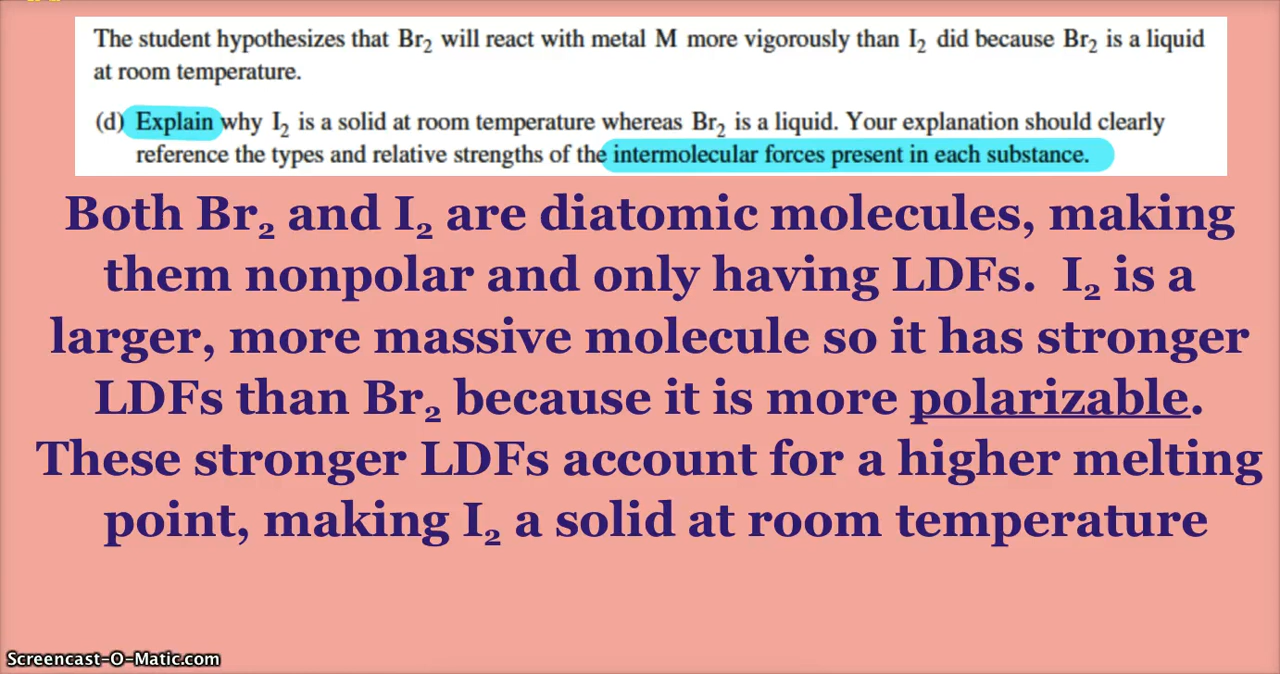 The student hypothesizes that Br₂ will react with metal M more vigorously than I₂ did because Br₂ is a liquid
at room temperature.
(d) Explain why I₂ is a solid at room temperature whereas Br₂ is a liquid. Your explanation should clearly
reference the types and relative strengths of the intermolecular forces present in each substance.
Both Br₂ and I₂ are diatomic molecules, making
them nonpolar and only having LDFs. I₂ is a
larger, more massive molecule so it has stronger
LDFs than Br₂ because it is more polarizable.
These stronger LDFs account for a higher melting
point, making I₂ a solid at room temperature
Screencast-O-Matic.com